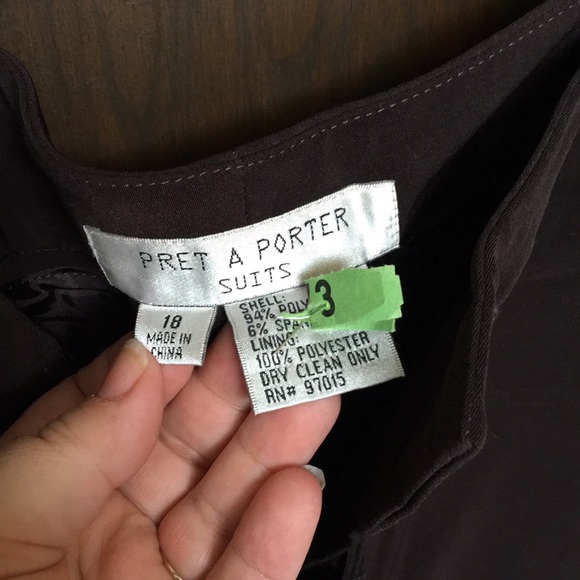 PRET A PORTER
SUITS
18
MADE IN
CHINA
3
SHELL:
94% POLY
6% SPAN
LINING:
100% POLYESTER
DRY CLEAN ONLY
RN# 97015